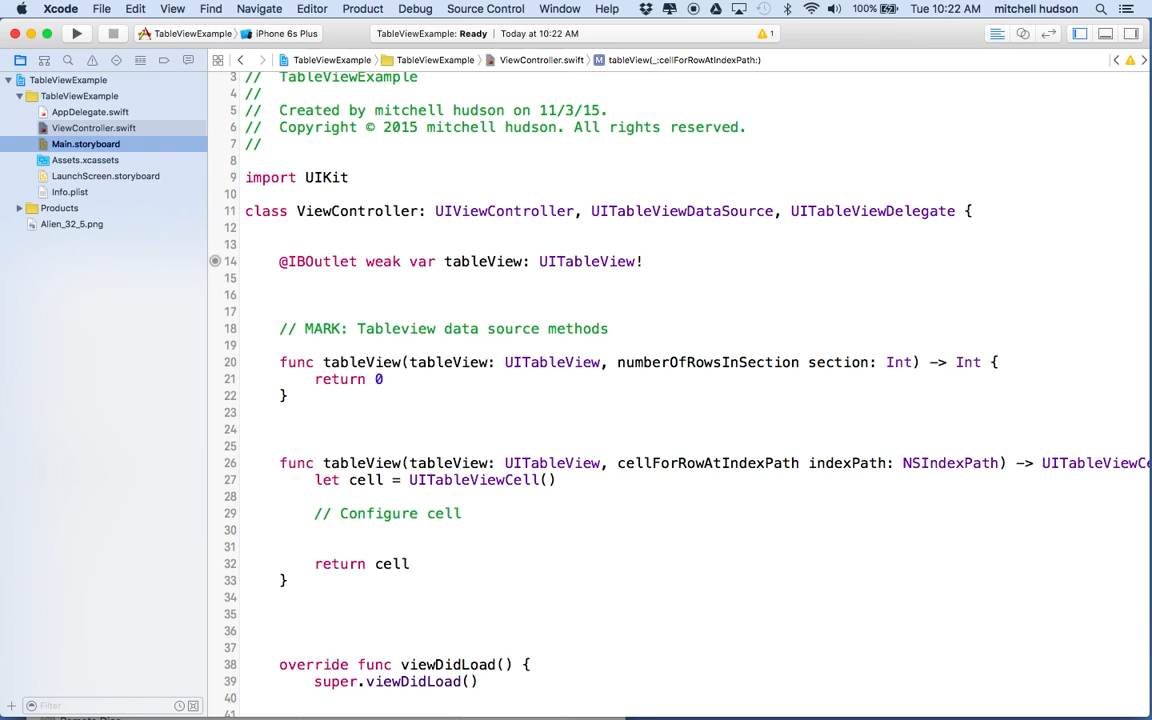 Xcode File Edit View Find Navigate Editor Product Debug Source Control Window Help 100% Tue 10:22 AM mitchell hudson
TableViewExample iPhone 6s Plus TableViewExample: Ready Today at 10:22 AM 1
TableViewExample TableViewExample ViewController.swift M tableView(_:cellForRowAtIndexPath:)
TableViewExample
TableViewExample
AppDelegate.swift
ViewController.swift
Main.storyboard
Assets.xcassets
LaunchScreen.storyboard
Info.plist
Products
Alien_32_5.png
Filter
3 // TableViewExample
4 //
5 // Created by mitchell hudson on 11/3/15.
6 // Copyright © 2015 mitchell hudson. All rights reserved.
7 //
8
9 import UIKit
10
11 class ViewController: UIViewController, UITableViewDataSource, UITableViewDelegate {
12
13
14 @IBOutlet weak var tableView: UITableView!
15
16
17
18 // MARK: Tableview data source methods
19
20 func tableView(tableView: UITableView, numberOfRowsInSection section: Int) -> Int {
21 return 0
22 }
23
24
25
26 func tableView(tableView: UITableView, cellForRowAtIndexPath indexPath: NSIndexPath) -> UITableViewCe
27 let cell = UITableViewCell()
28
29 // Configure cell
30
31
32 return cell
33 }
34
35
36
37
38 override func viewDidLoad() {
39 super.viewDidLoad()
40
41